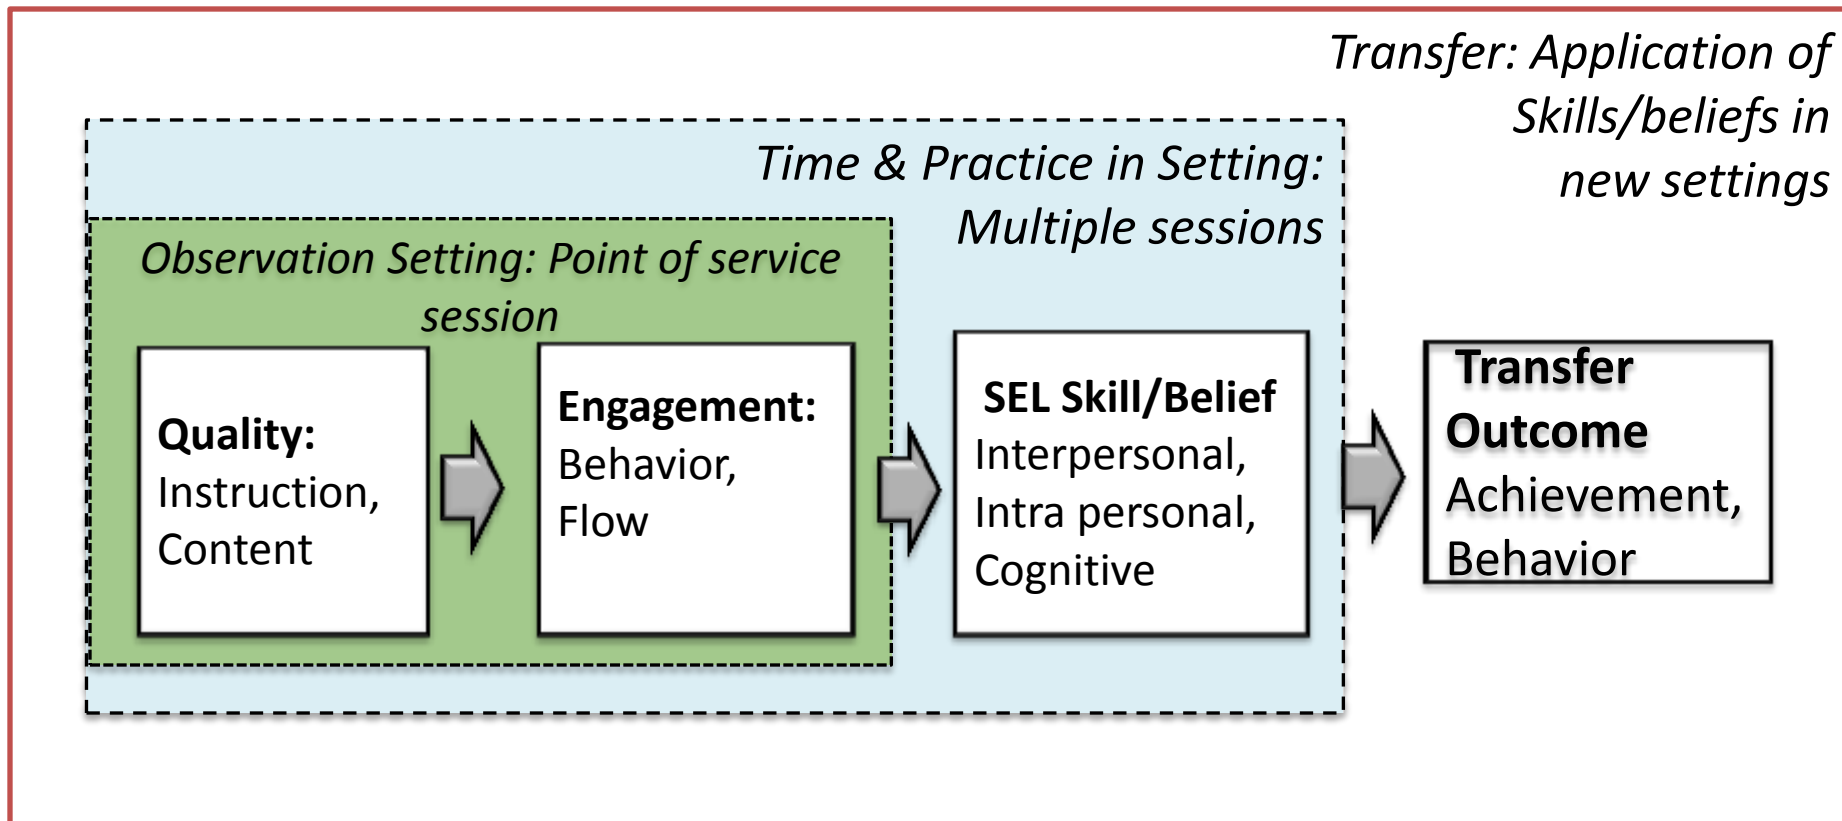 Transfer: Application of
Skills/beliefs in
new settings
Time & Practice in Setting:
Multiple sessions
Observation Setting: Point of service
session
Quality:
Instruction,
Content
Engagement:
Behavior,
Flow
SEL Skill/Belief
Interpersonal,
Intra personal,
Cognitive
Transfer
Outcome
Achievement,
Behavior